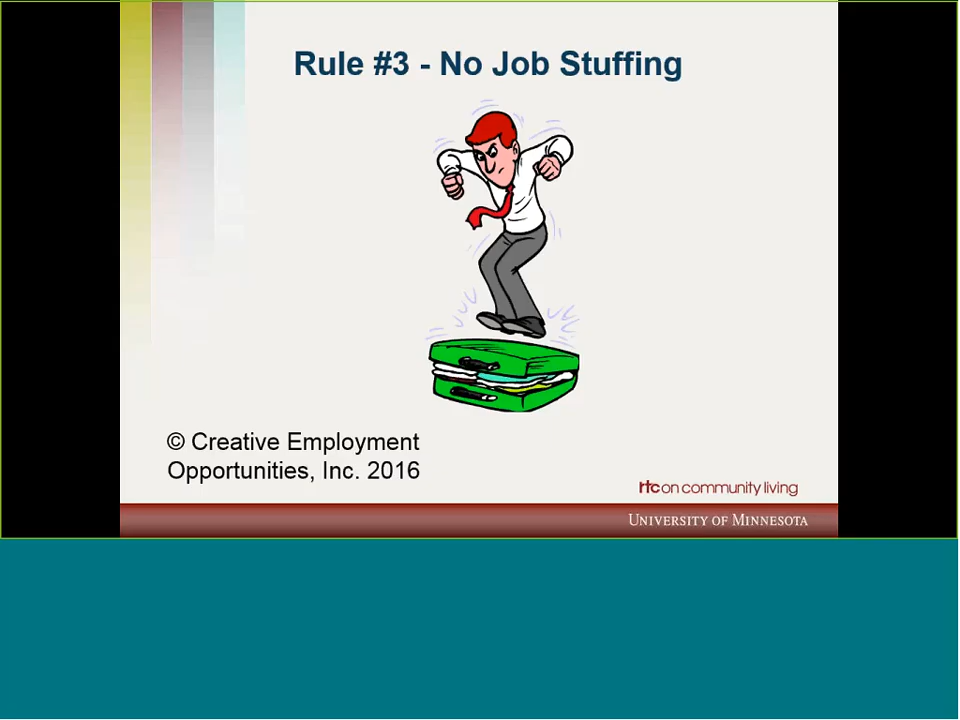 Rule #3 - No Job Stuffing
© Creative Employment
Opportunities, Inc. 2016
rtc on community living
UNIVERSITY OF MINNESOTA